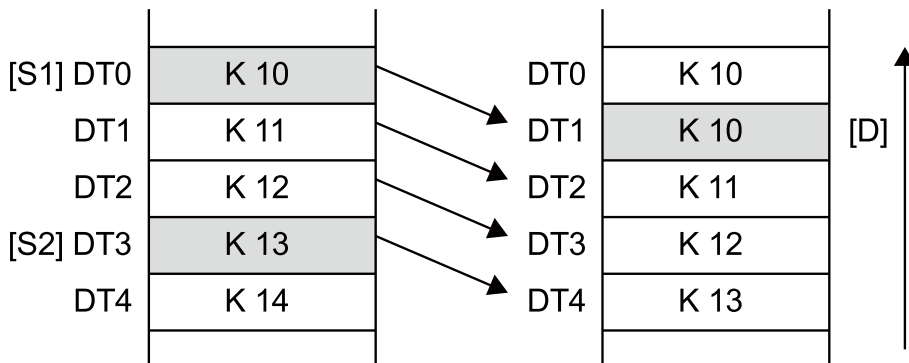 [S1] DT0 K 10 DT0 K 10
DT1 K 11 DT1 K 10 [D]
DT2 K 12 DT2 K 11
[S2] DT3 K 13 DT3 K 12
DT4 K 14 DT4 K 13